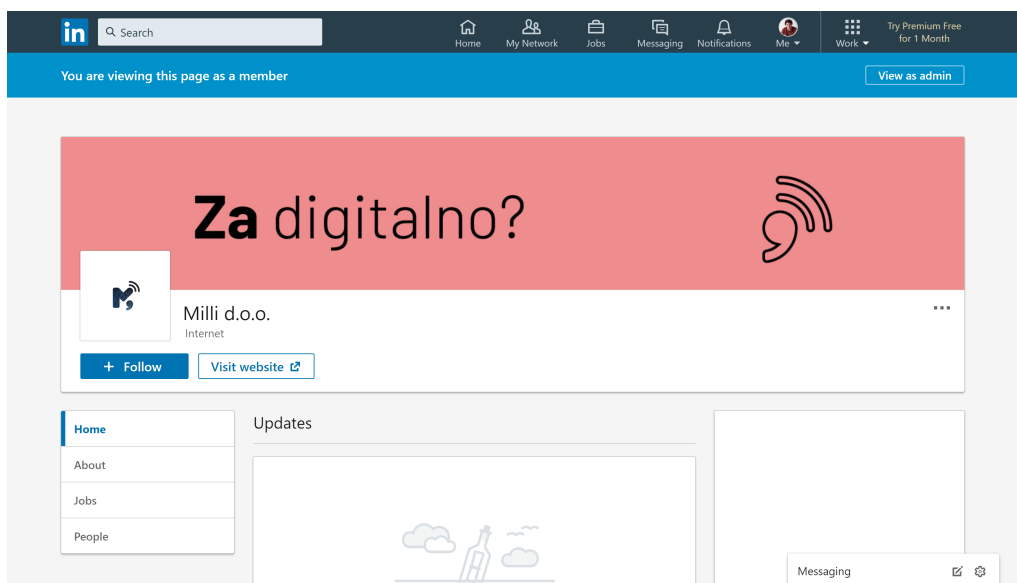 in
Search
Home
My Network
Jobs
Messaging
Notifications
Me
Work
Try Premium Free
for 1 Month
You are viewing this page as a member
View as admin
Za digitalno?
Milli d.o.o.
Internet
+ Follow
Visit website
Home
About
Jobs
People
Updates
Messaging